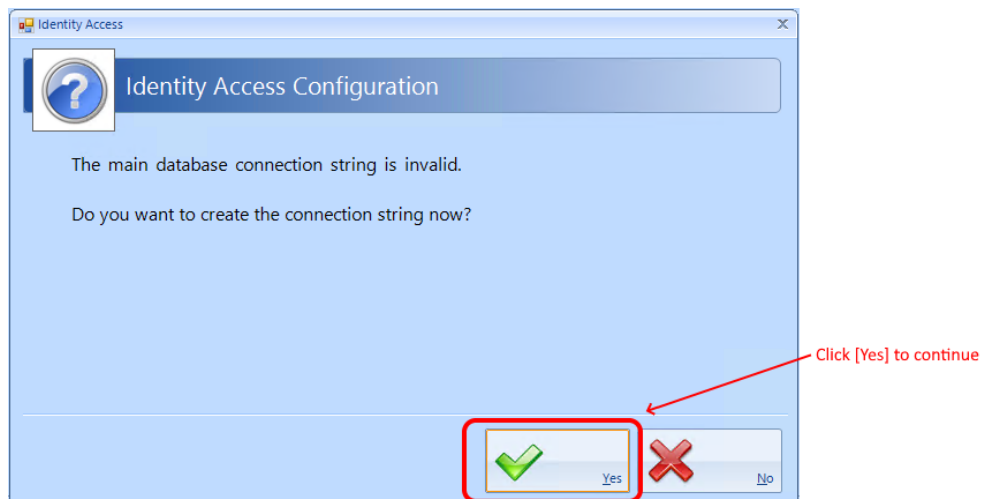 Identity Access
Identity Access Configuration
The main database connection string is invalid.
Do you want to create the connection string now?
Click [Yes] to continue
Yes
No